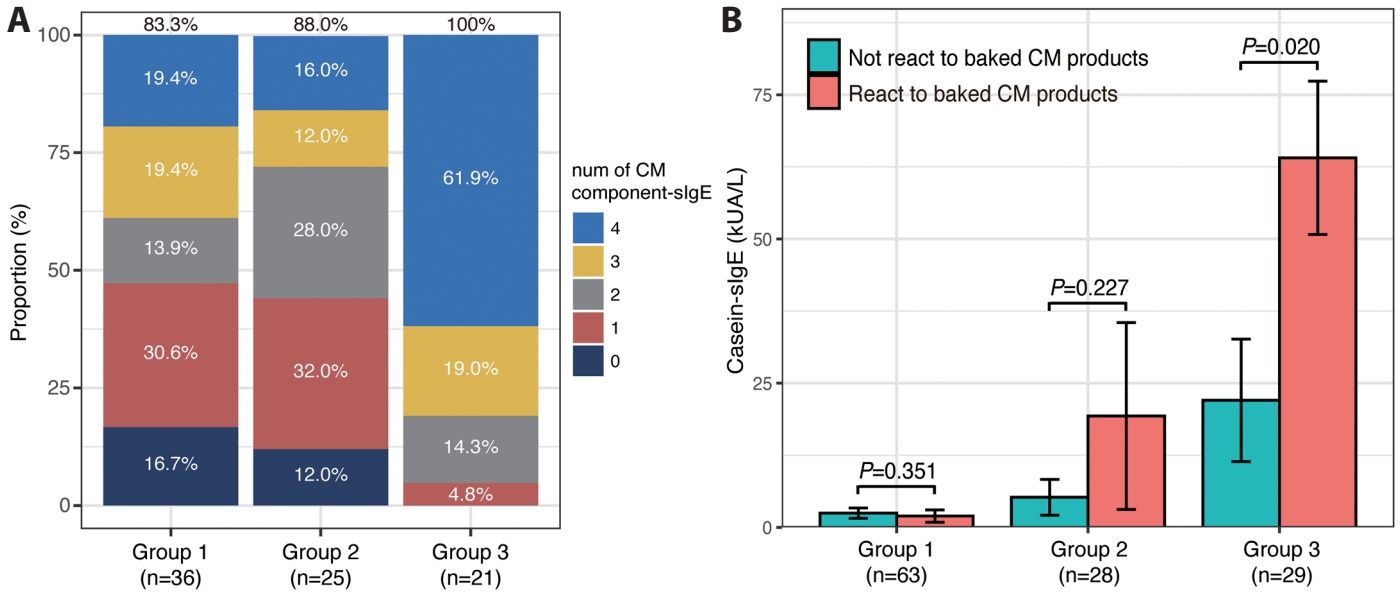 A
83.3% 88.0% 100%
100
75
50
25
0
Proportion (%)
19.4% 16.0%
19.4% 12.0% 61.9%
13.9% 28.0% 19.0%
30.6% 32.0% 14.3%
16.7% 12.0% 4.8%
Group 1 Group 2 Group 3
(n=36) (n=25) (n=21)
num of CM
component-sIgE
4
3
2
1
0
B
Not react to baked CM products
React to baked CM products
75
50
25
0
Casein-sIgE (kUA/L)
P=0.351
P=0.227
P=0.020
Group 1 Group 2 Group 3
(n=63) (n=28) (n=29)